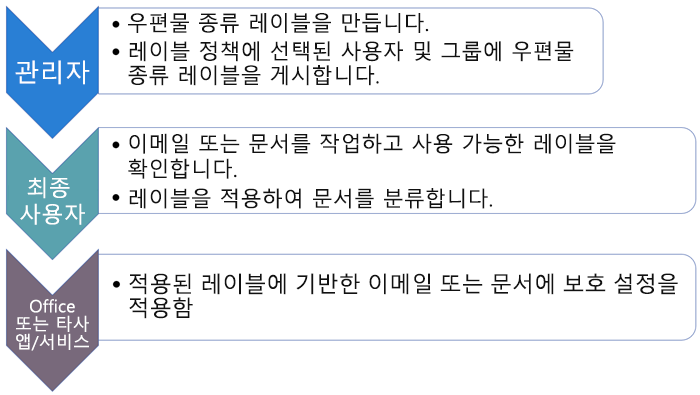 관리자
• 우편물 종류 레이블을 만듭니다.
• 레이블 정책에 선택된 사용자 및 그룹에 우편물
종류 레이블을 게시합니다.
최종
사용자
• 이메일 또는 문서를 작업하고 사용 가능한 레이블을
확인합니다.
• 레이블을 적용하여 문서를 분류합니다.
Office
또는 타사
앱/서비스
• 적용된 레이블에 기반한 이메일 또는 문서에 보호 설정을
적용함